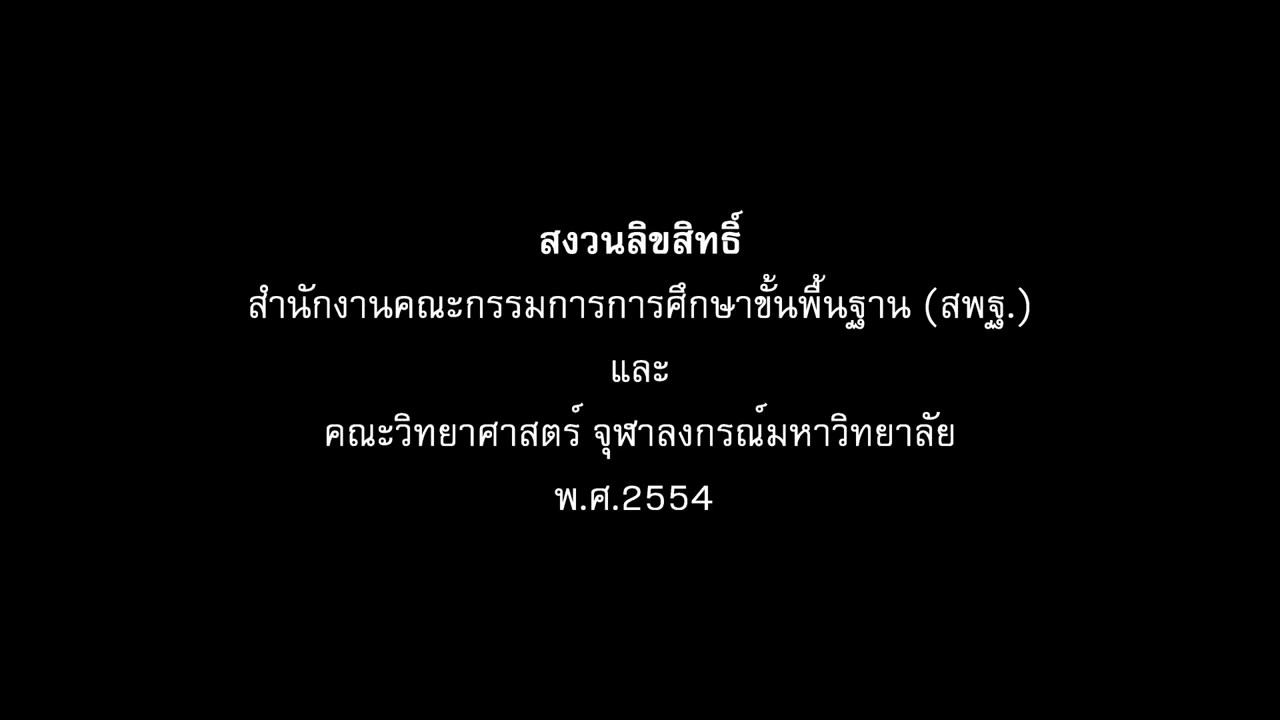 สงวนลิขสิทธิ์
สำนักงานคณะกรรมการการศึกษาขั้นพื้นฐาน (สพฐ.)
และ
คณะวิทยาศาสตร์ จุฬาลงกรณ์มหาวิทยาลัย
พ.ศ.2554